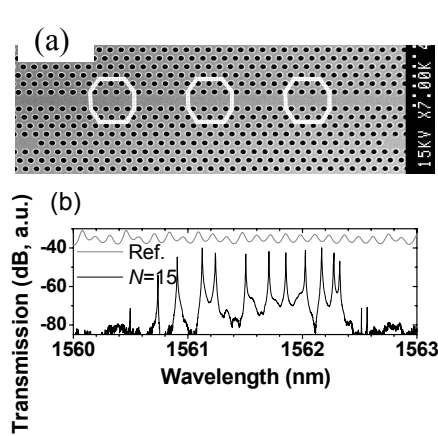 (a)
15KV X7.00K
(b)
Transmission (dB, a.u.)
-40
-60
-80
Ref.
N=15
1560
1561
1562
1563
Wavelength (nm)